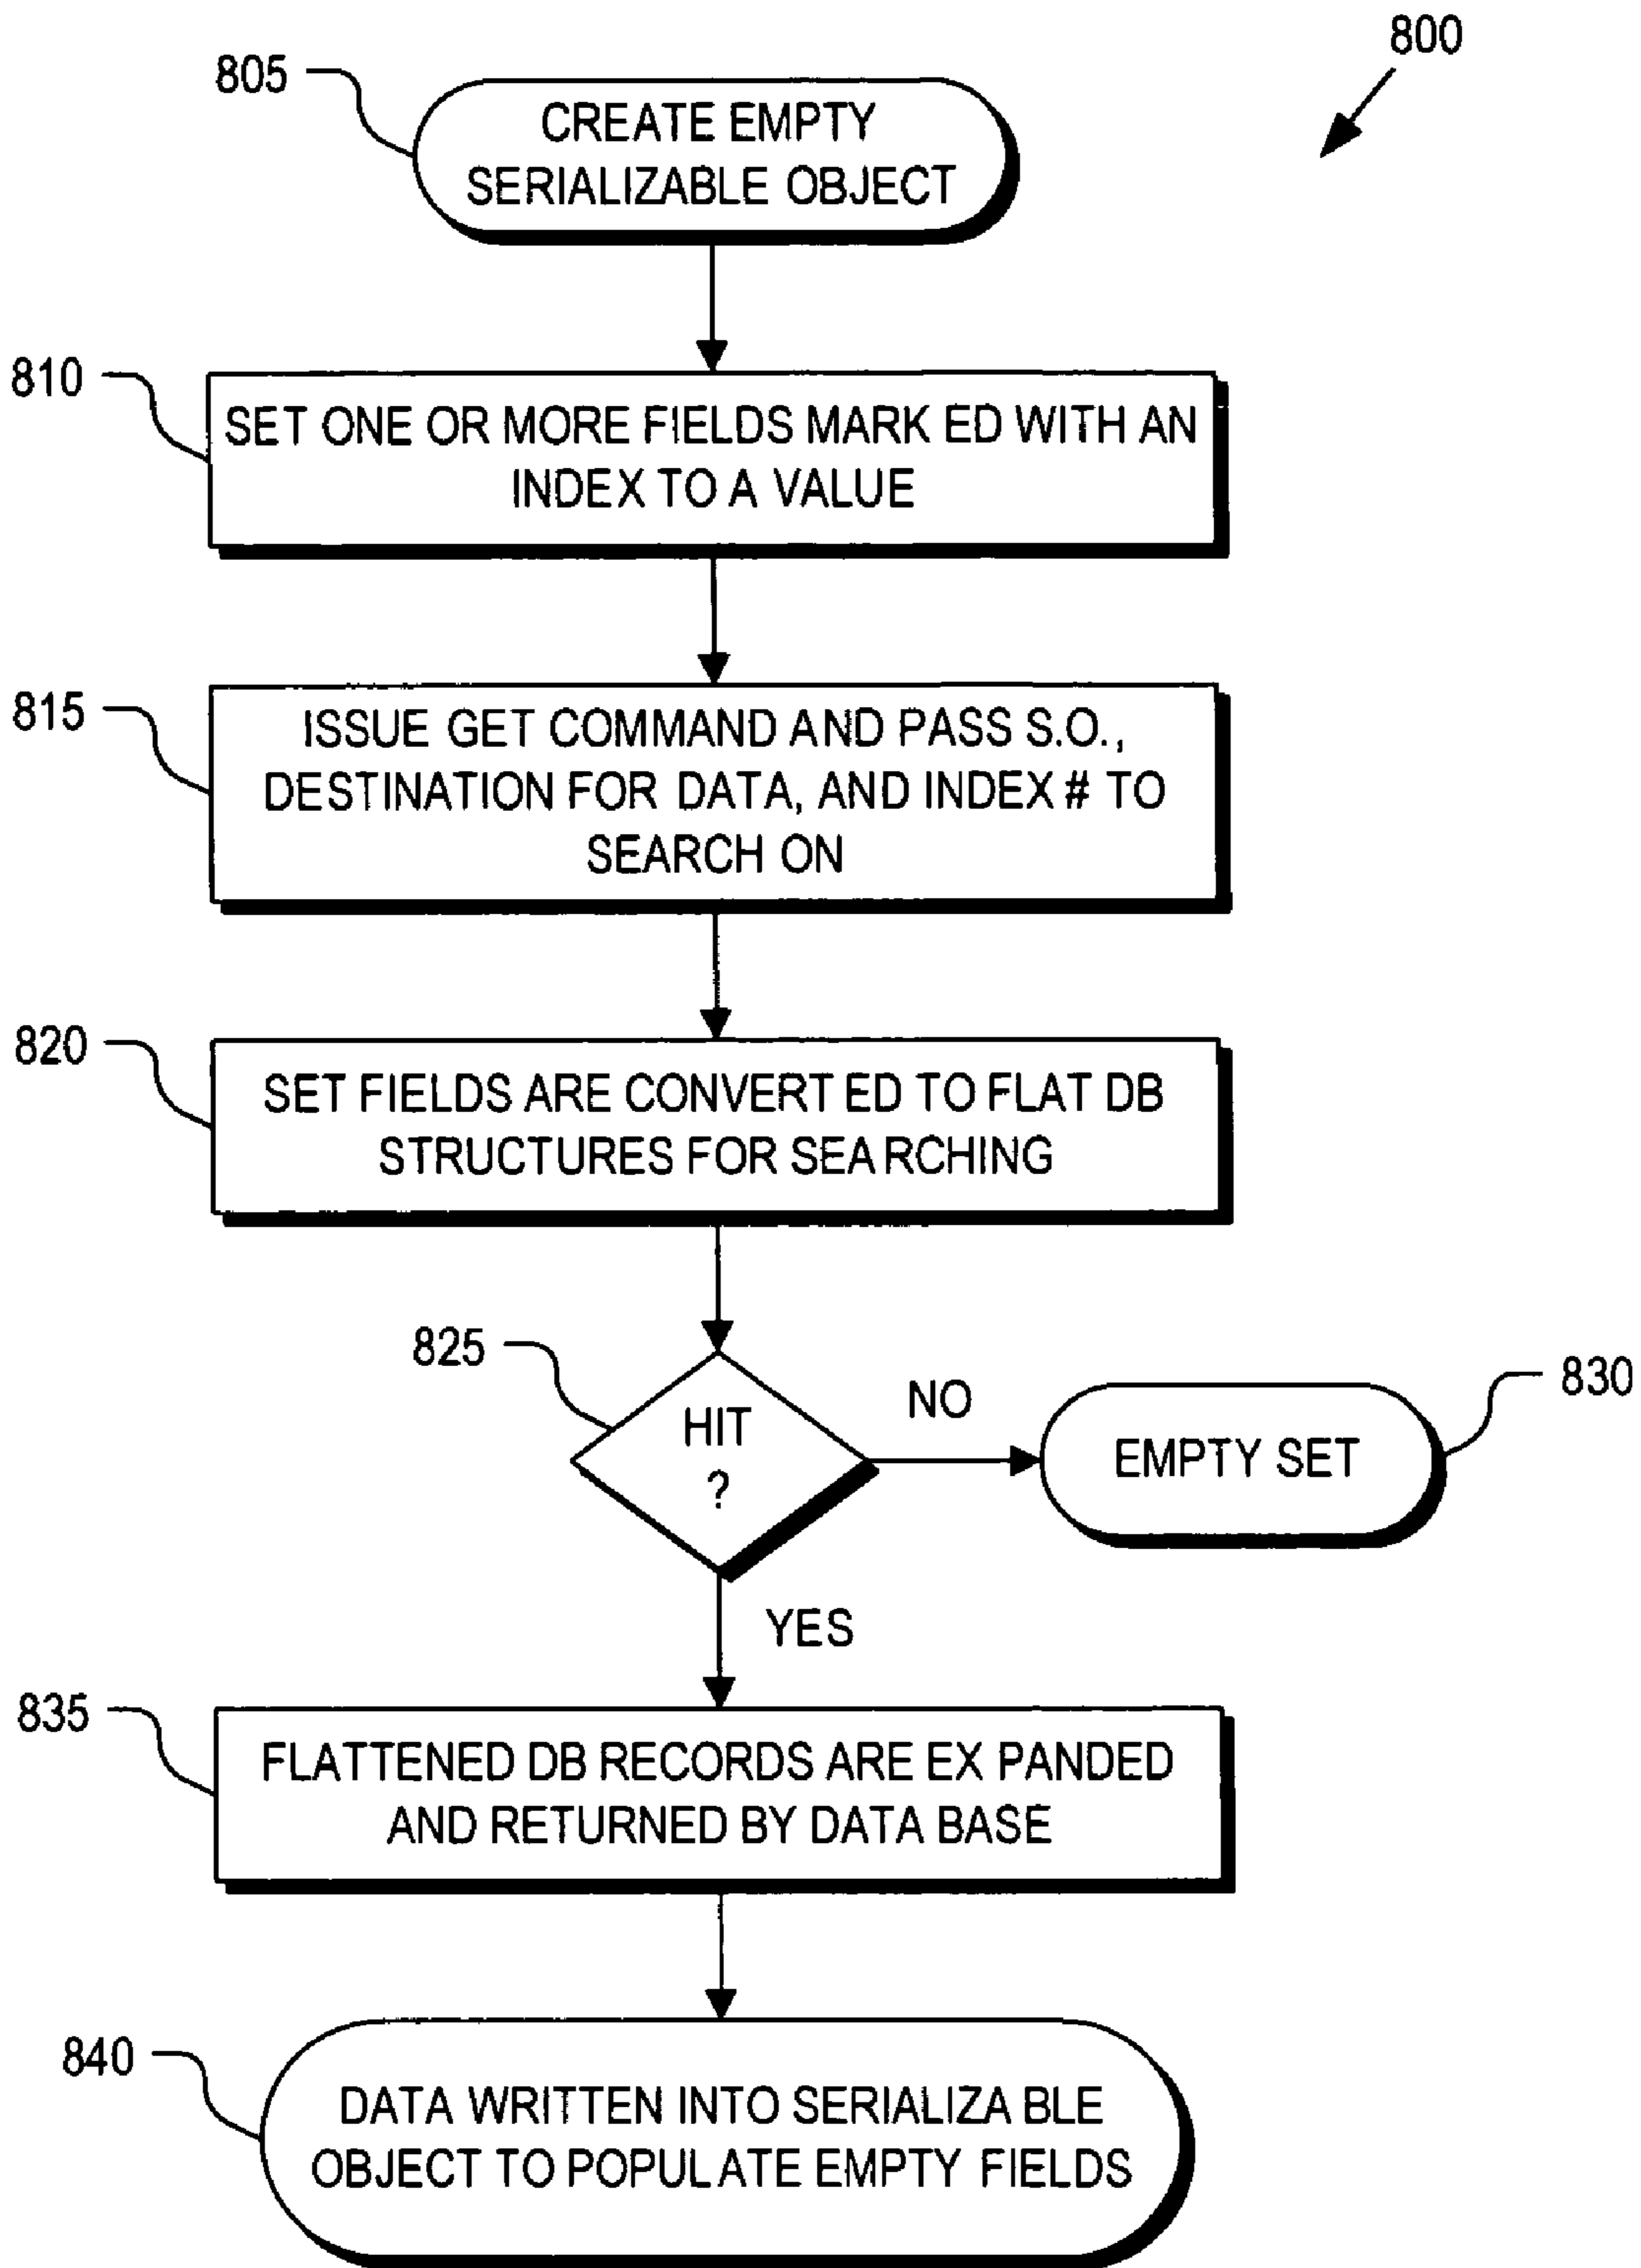 800
805
CREATE EMPTY
SERIALIZABLE OBJECT
810
SET ONE OR MORE FIELDS MARK ED WITH AN
INDEX TO A VALUE
815
ISSUE GET COMMAND AND PASS S.O.,
DESTINATION FOR DATA, AND INDEX # TO
SEARCH ON
820
SET FIELDS ARE CONVERT ED TO FLAT DB
STRUCTURES FOR SEARCHING
825
HIT
?
NO
830
EMPTY SET
YES
835
FLATTENED DB RECORDS ARE EX PANDED
AND RETURNED BY DATA BASE
840
DATA WRITTEN INTO SERIALIZA BLE
OBJECT TO POPULATE EMPTY FIELDS